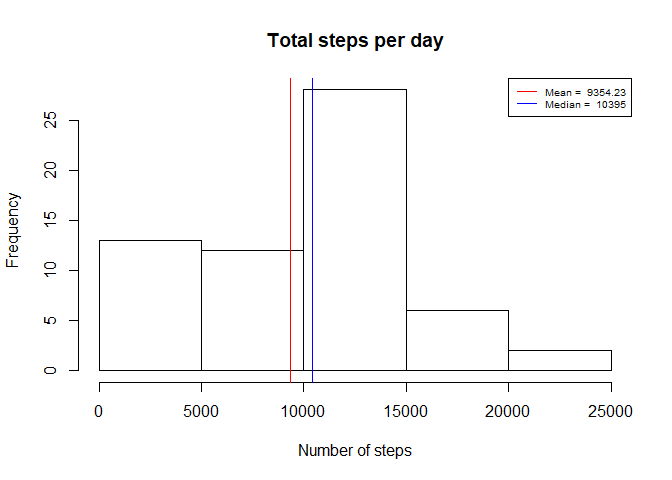 Total steps per day
Mean = 9354.23
Median = 10395
Frequency
25
20
15
10
5
0
0 5000 10000 15000 20000 25000
Number of steps